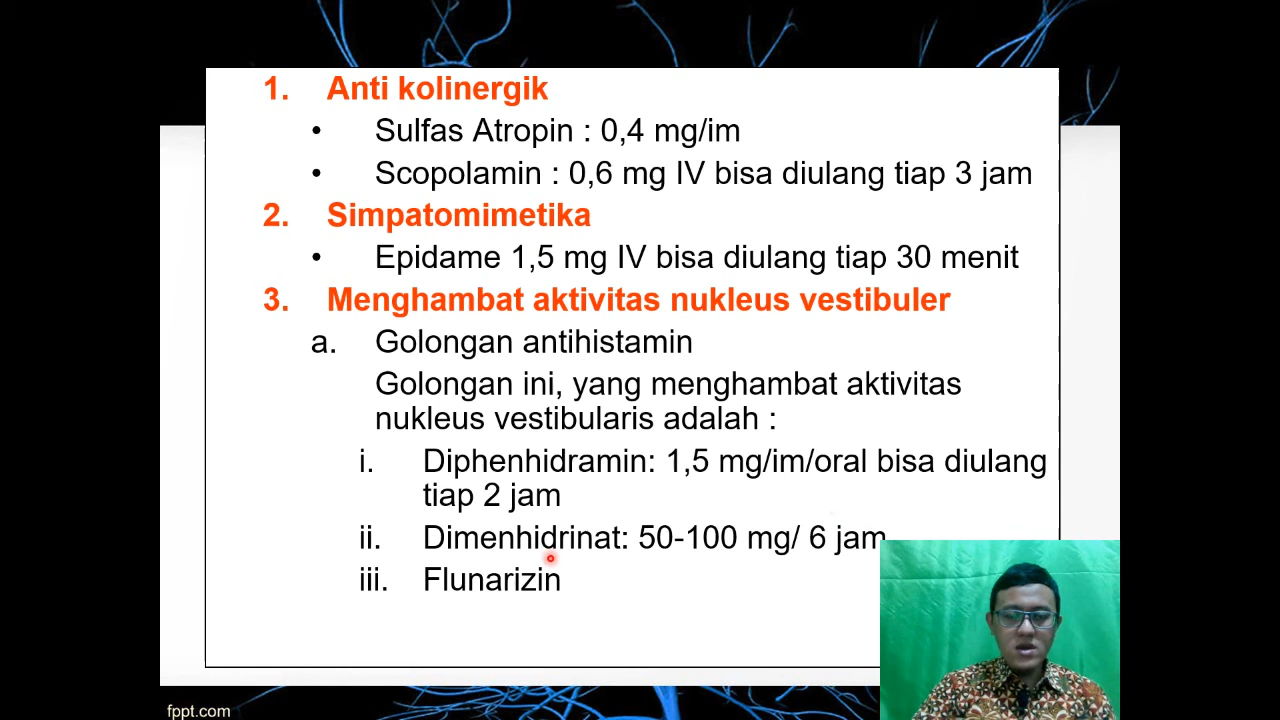 1. Anti kolinergik
• Sulfas Atropin : 0,4 mg/im
• Scopolamin : 0,6 mg IV bisa diulang tiap 3 jam
2. Simpatomimetika
• Epidame 1,5 mg IV bisa diulang tiap 30 menit
3. Menghambat aktivitas nukleus vestibuler
a. Golongan antihistamin
Golongan ini, yang menghambat aktivitas
nukleus vestibularis adalah :
i. Diphenhidramin: 1,5 mg/im/oral bisa diulang
tiap 2 jam
ii. Dimenhidrinat: 50-100 mg/ 6 jam
iii. Flunarizin
fppt.com